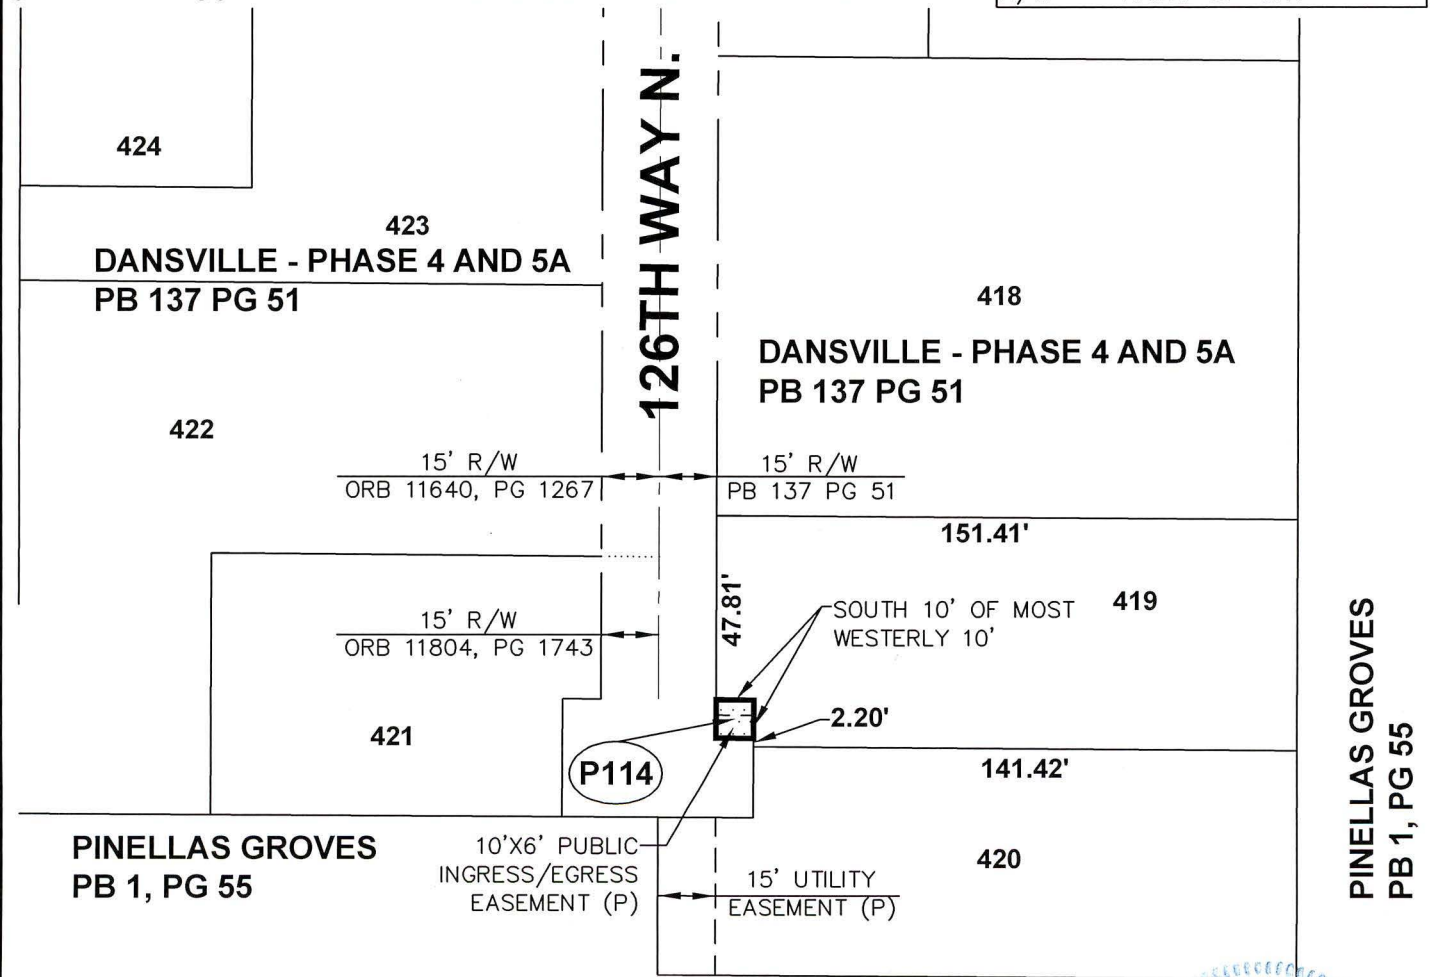 126TH WAY N.
424
423
DANSVILLE - PHASE 4 AND 5A
PB 137 PG 51
418
DANSVILLE - PHASE 4 AND 5A
PB 137 PG 51
422
15' R/W
ORB 11640, PG 1267
15' R/W
PB 137 PG 51
151.41'
47.81'
SOUTH 10' OF MOST
WESTERLY 10'
419
15' R/W
ORB 11804, PG 1743
2.20'
421
P114
141.42'
PINELLAS GROVES
PB 1, PG 55
PINELLAS GROVES
PB 1, PG 55
10'X6' PUBLIC
INGRESS/EGRESS
EASEMENT (P)
15' UTILITY
EASEMENT (P)
420